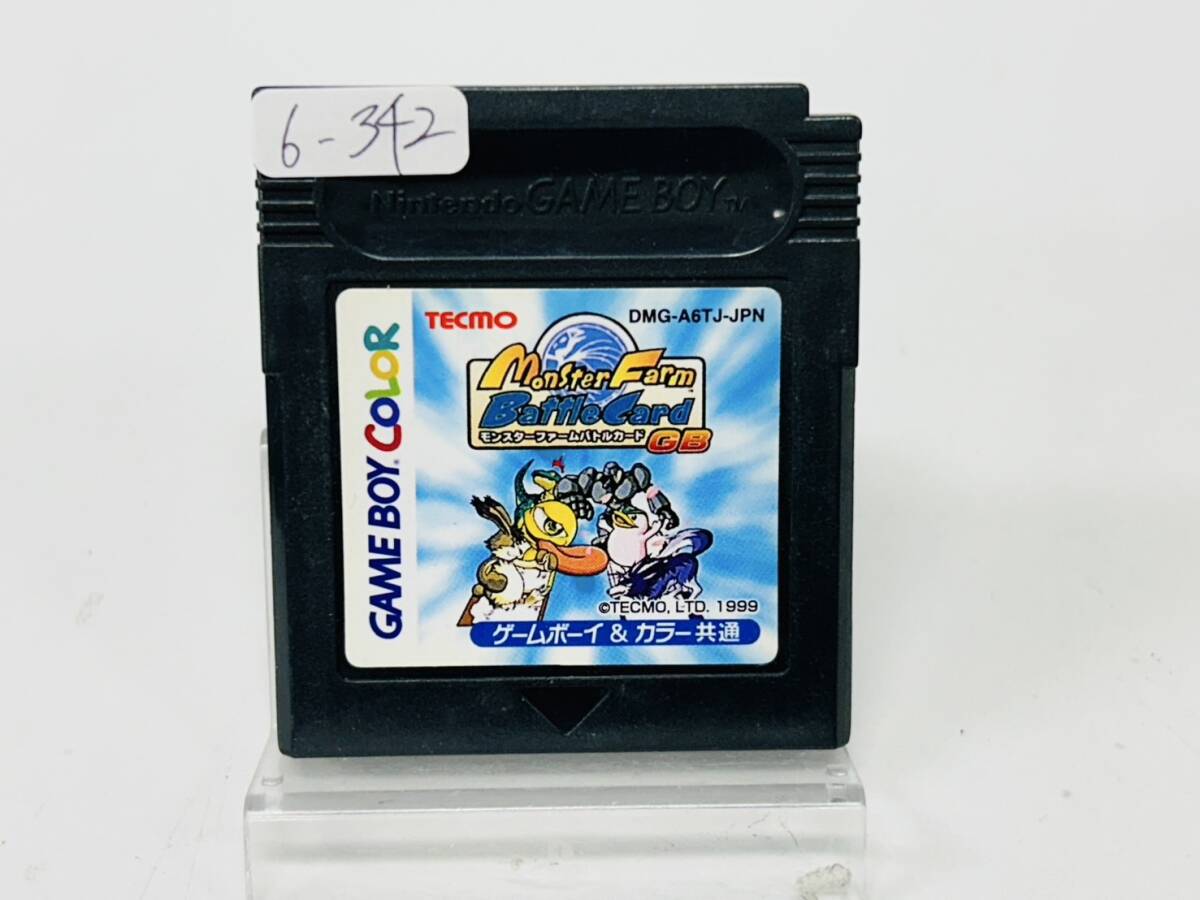 6-342
Nintendo GAME BOY TM
GAME BOY COLOR
TECMO
DMG-A6TJ-JPN
Monster Farm
Battle Card
モンスターファームバトルカード GB
©TECMO, LTD. 1999
ゲームボーイ & カラー共通